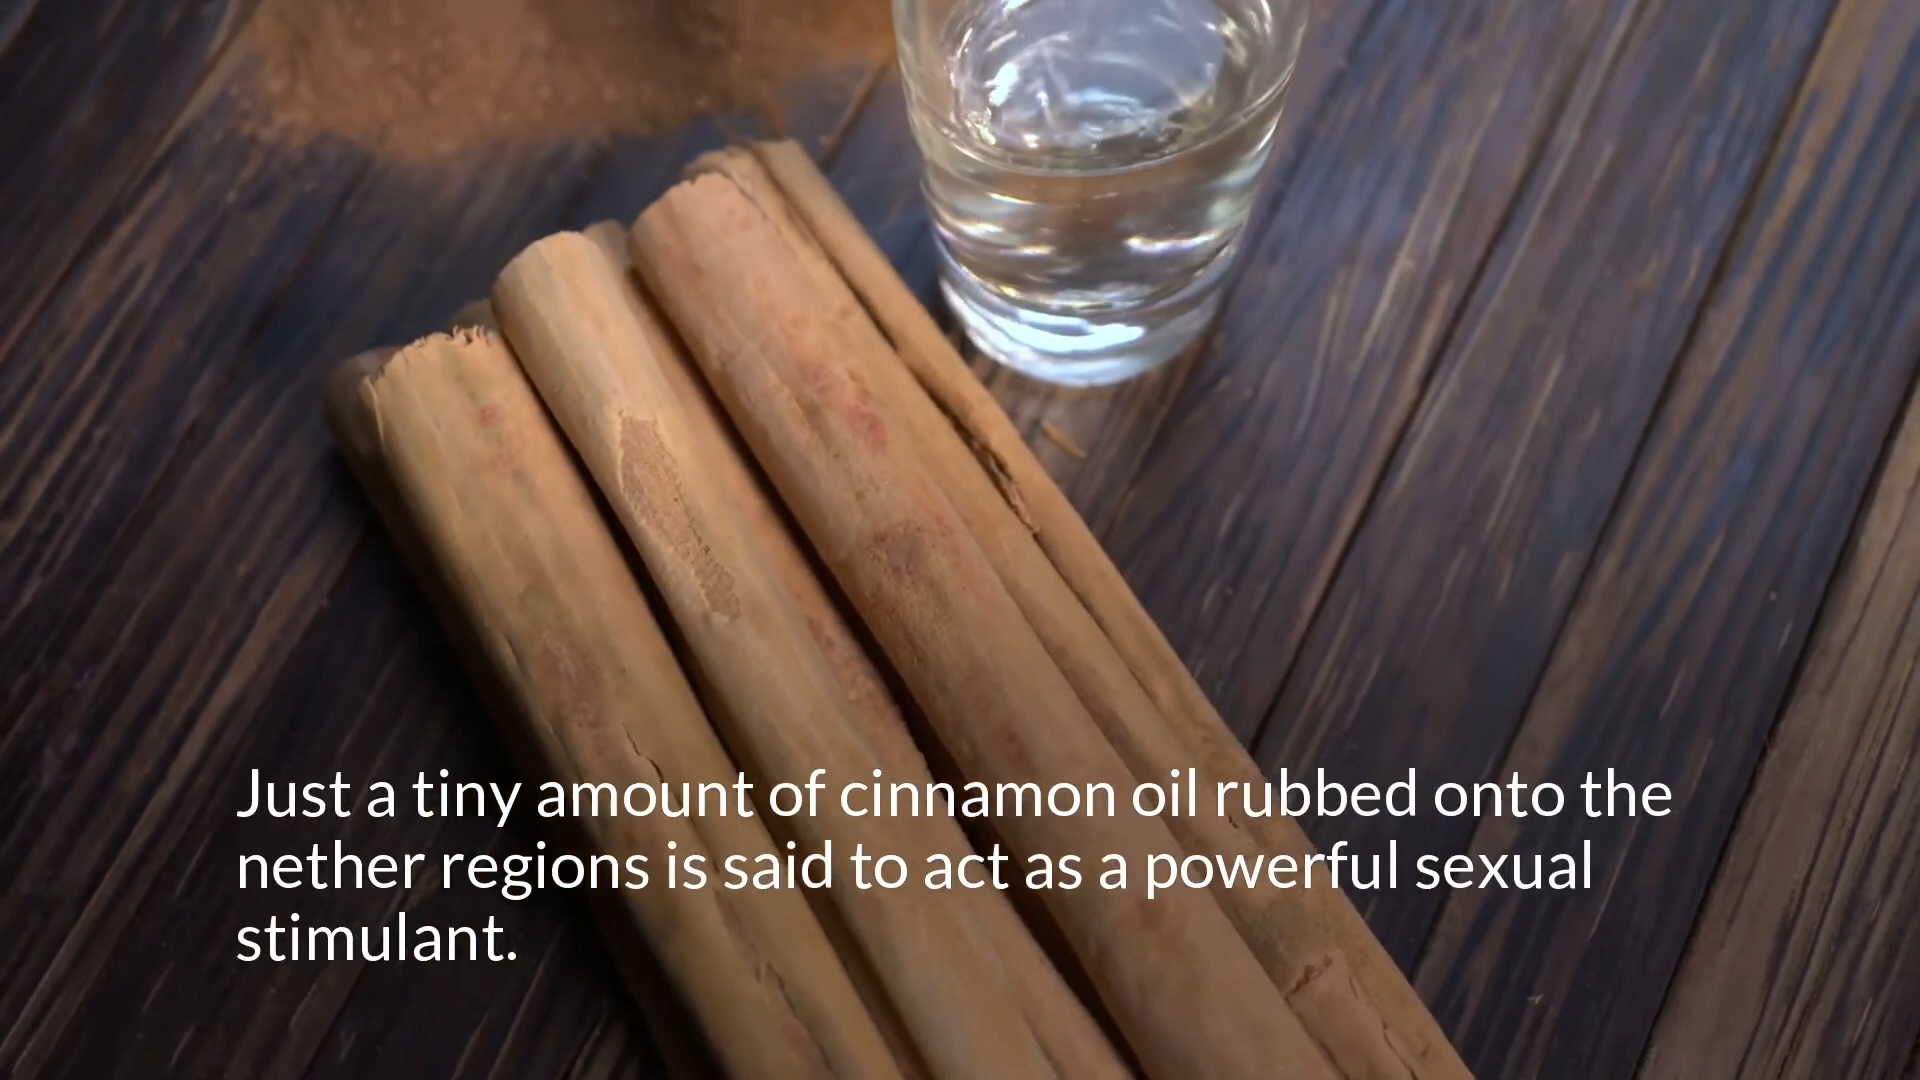 Just a tiny amount of cinnamon oil rubbed onto the
nether regions is said to act as a powerful sexual
stimulant.